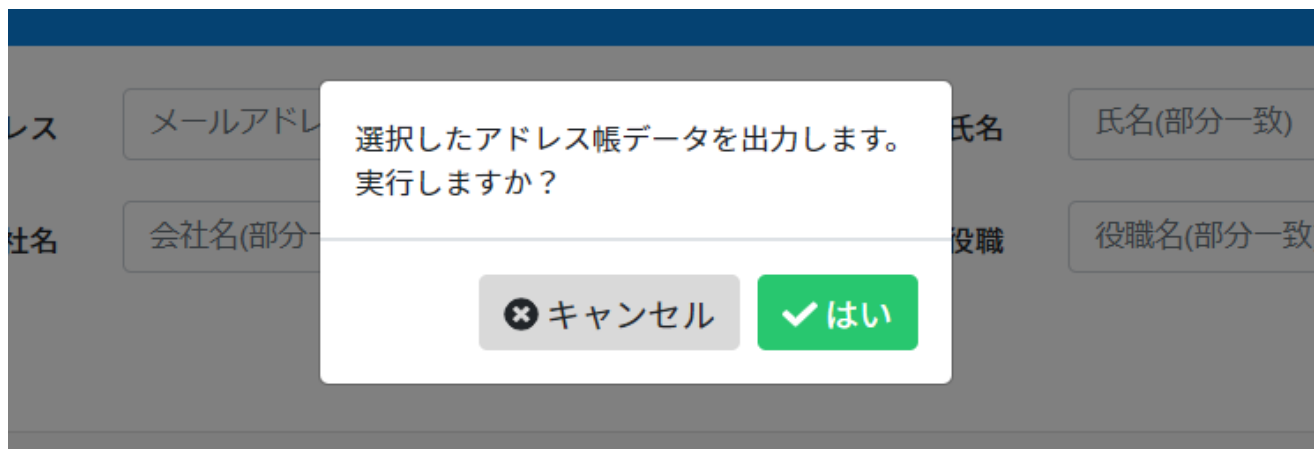 レス
メールアドレ
氏名
氏名(部分一致)
選択したアドレス帳データを出力します。
実行しますか？
社名
会社名(部分一
役職
役職名(部分一致
キャンセル
はい